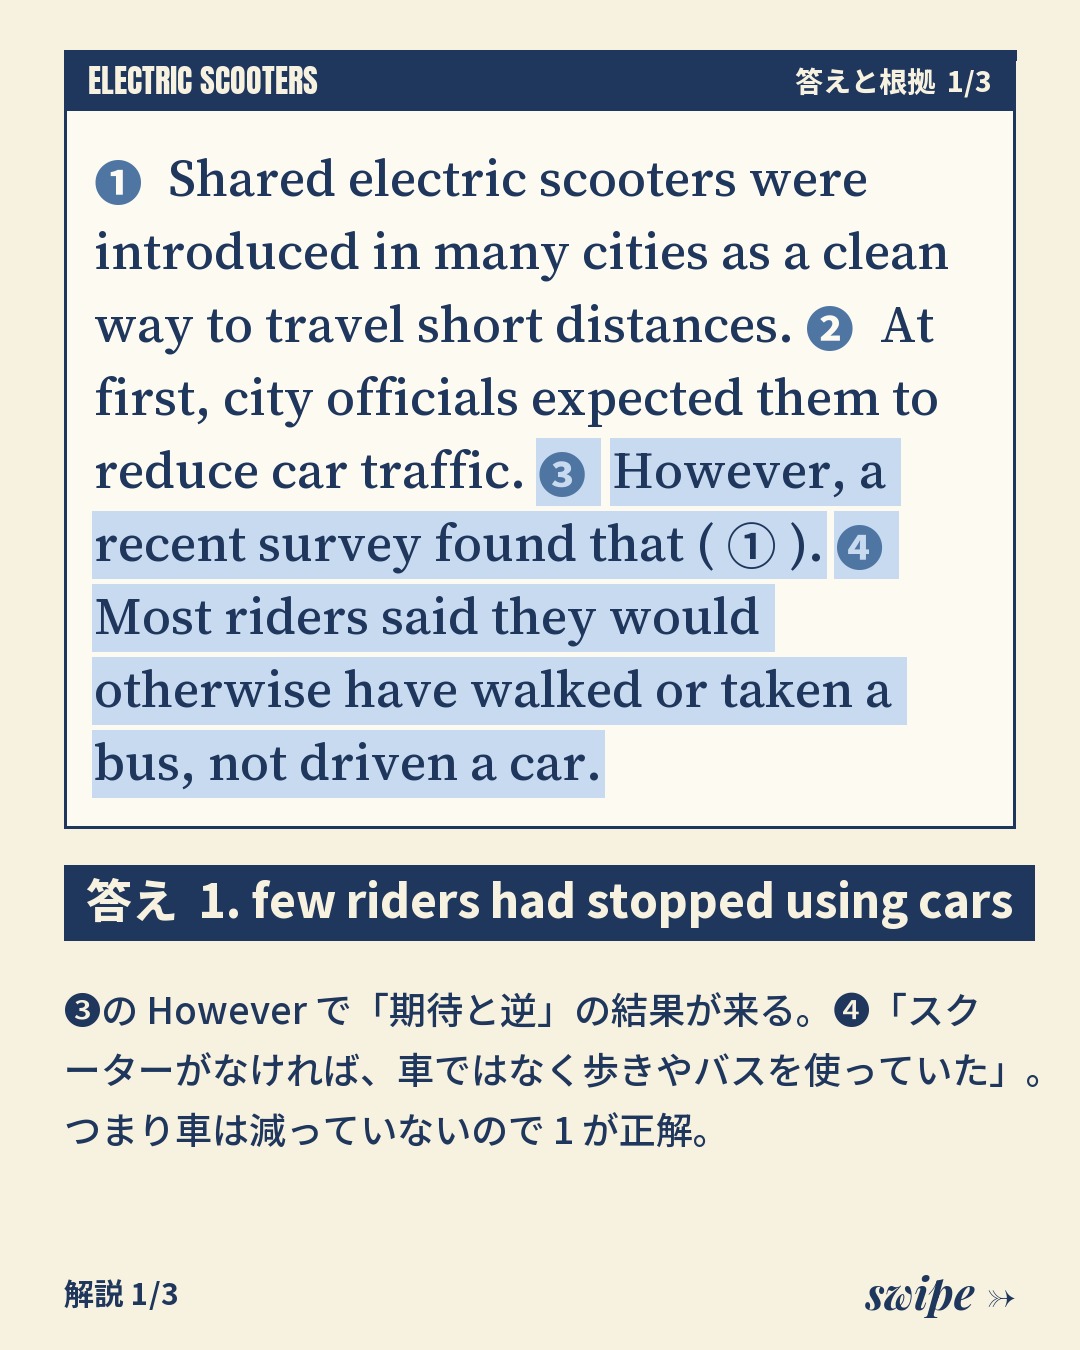 ELECTRIC SCOOTERS
答えと根拠 1/3
❶ Shared electric scooters were
introduced in many cities as a clean
way to travel short distances. ❷ At
first, city officials expected them to
reduce car traffic. ❸ However, a
recent survey found that ( ① ). ❹
Most riders said they would
otherwise have walked or taken a
bus, not driven a car.
答え 1. few riders had stopped using cars
❸の However で「期待と逆」の結果が来る。❹「スク
ーターがなければ、車ではなく歩きやバスを使っていた」。
つまり車は減っていないので 1 が正解。
解説 1/3
swipe